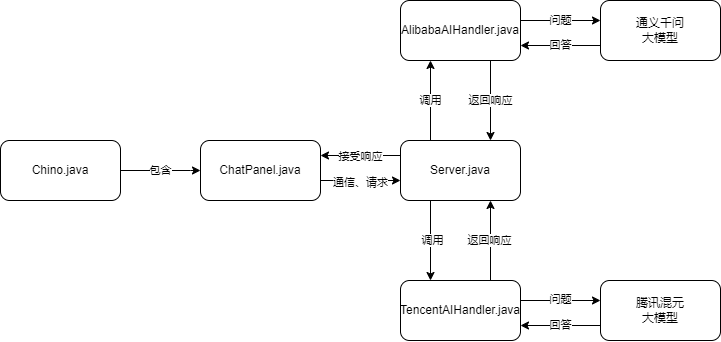 AlibabaAIHandler.java
问题
回答
通义千问
大模型
调用
返回响应
Chino.java
包含
ChatPanel.java
接受响应
通信、请求
Server.java
调用
返回响应
TencentAIHandler.java
问题
回答
腾讯混元
大模型